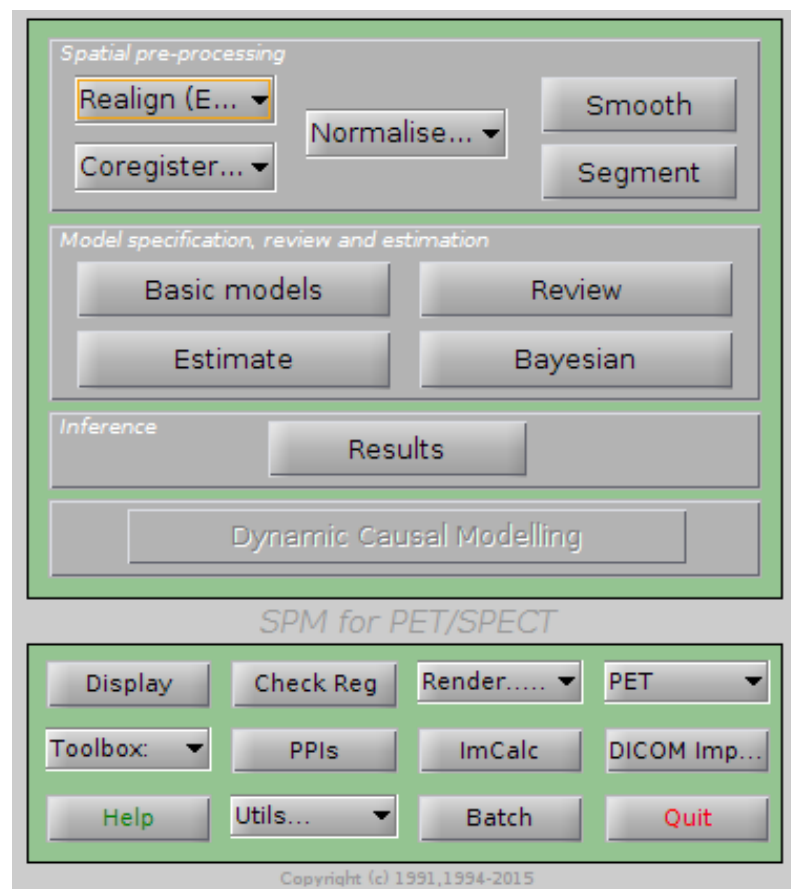 Spatial pre-processing
Realign (E...
Normalise...
Smooth
Coregister...
Segment
Model specification, review and estimation
Basic models
Review
Estimate
Bayesian
Inference
Results
Dynamic Causal Modelling
SPM for PET/SPECT
Display
Check Reg
Render.....
PET
Toolbox:
PPIs
ImCalc
DICOM Imp...
Help
Utils...
Batch
Quit
Copyright (c) 1991,1994-2015